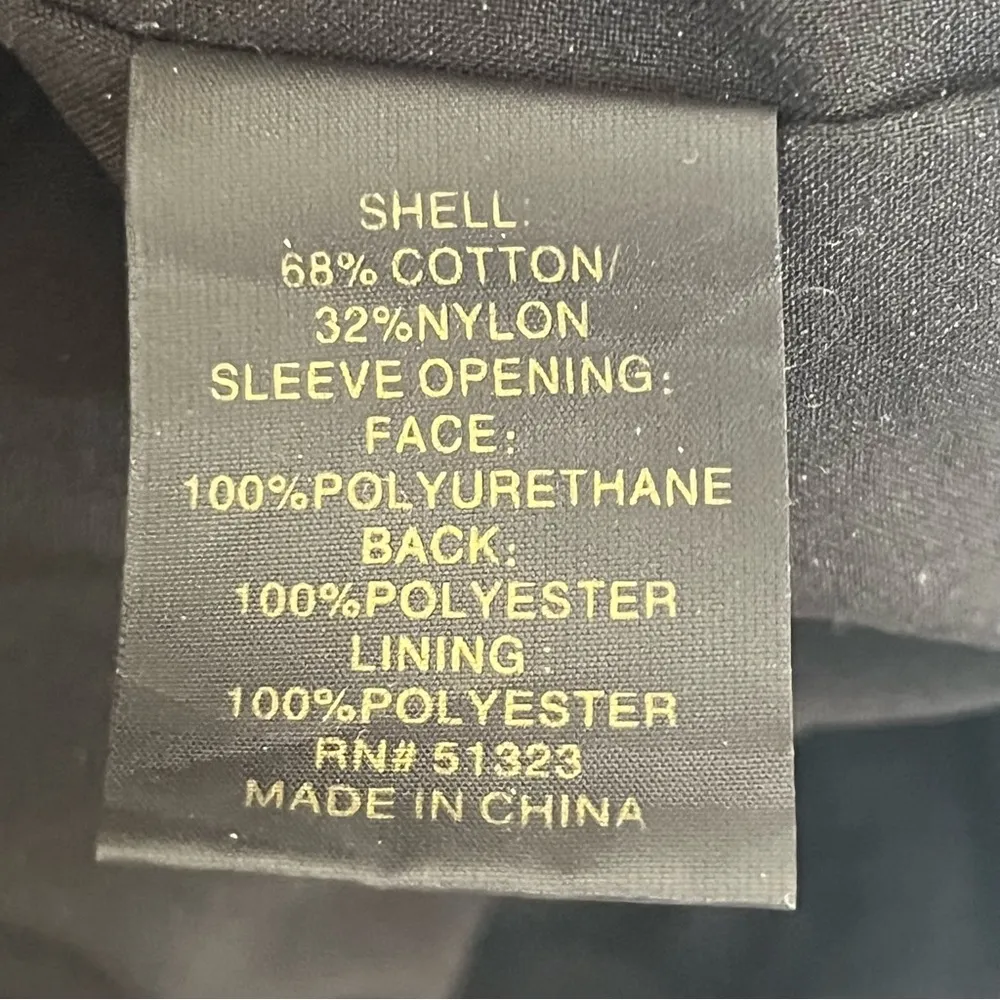 SHELL:
68% COTTON/
32%NYLON
SLEEVE OPENING:
FACE:
100%POLYURETHANE
BACK:
100%POLYESTER
LINING:
100%POLYESTER
RN# 51323
MADE IN CHINA